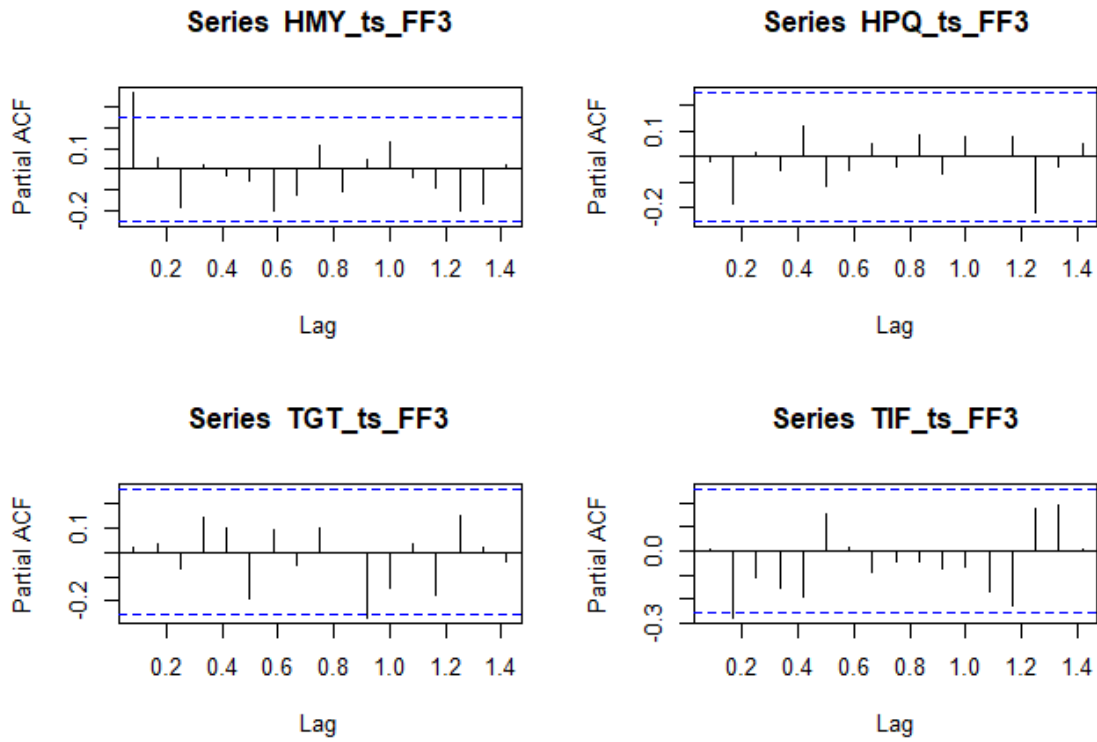 Series HMY_ts_FF3
Partial ACF
0.1
-0.2
0.2 0.4 0.6 0.8 1.0 1.2 1.4
Lag
Series HPQ_ts_FF3
Partial ACF
0.1
-0.2
0.2 0.4 0.6 0.8 1.0 1.2 1.4
Lag
Series TGT_ts_FF3
Partial ACF
0.1
-0.2
0.2 0.4 0.6 0.8 1.0 1.2 1.4
Lag
Series TIF_ts_FF3
Partial ACF
0.0
-0.3
0.2 0.4 0.6 0.8 1.0 1.2 1.4
Lag